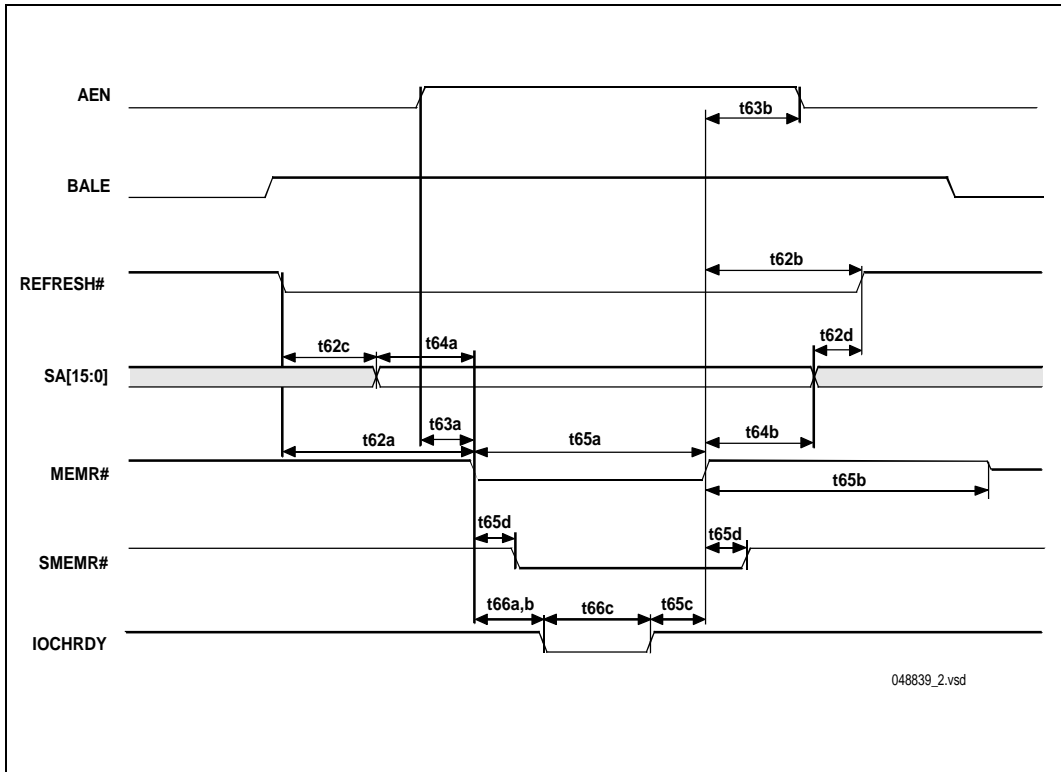 AEN
t63b
BALE
t62b
REFRESH#
t62c
t64a
t62d
SA[15:0]
t63a
t62a
t65a
t64b
MEMR#
t65b
t65d
t65d
SMEMR#
t66a,b
t66c
t65c
IOCHRDY
048839_2.vsd